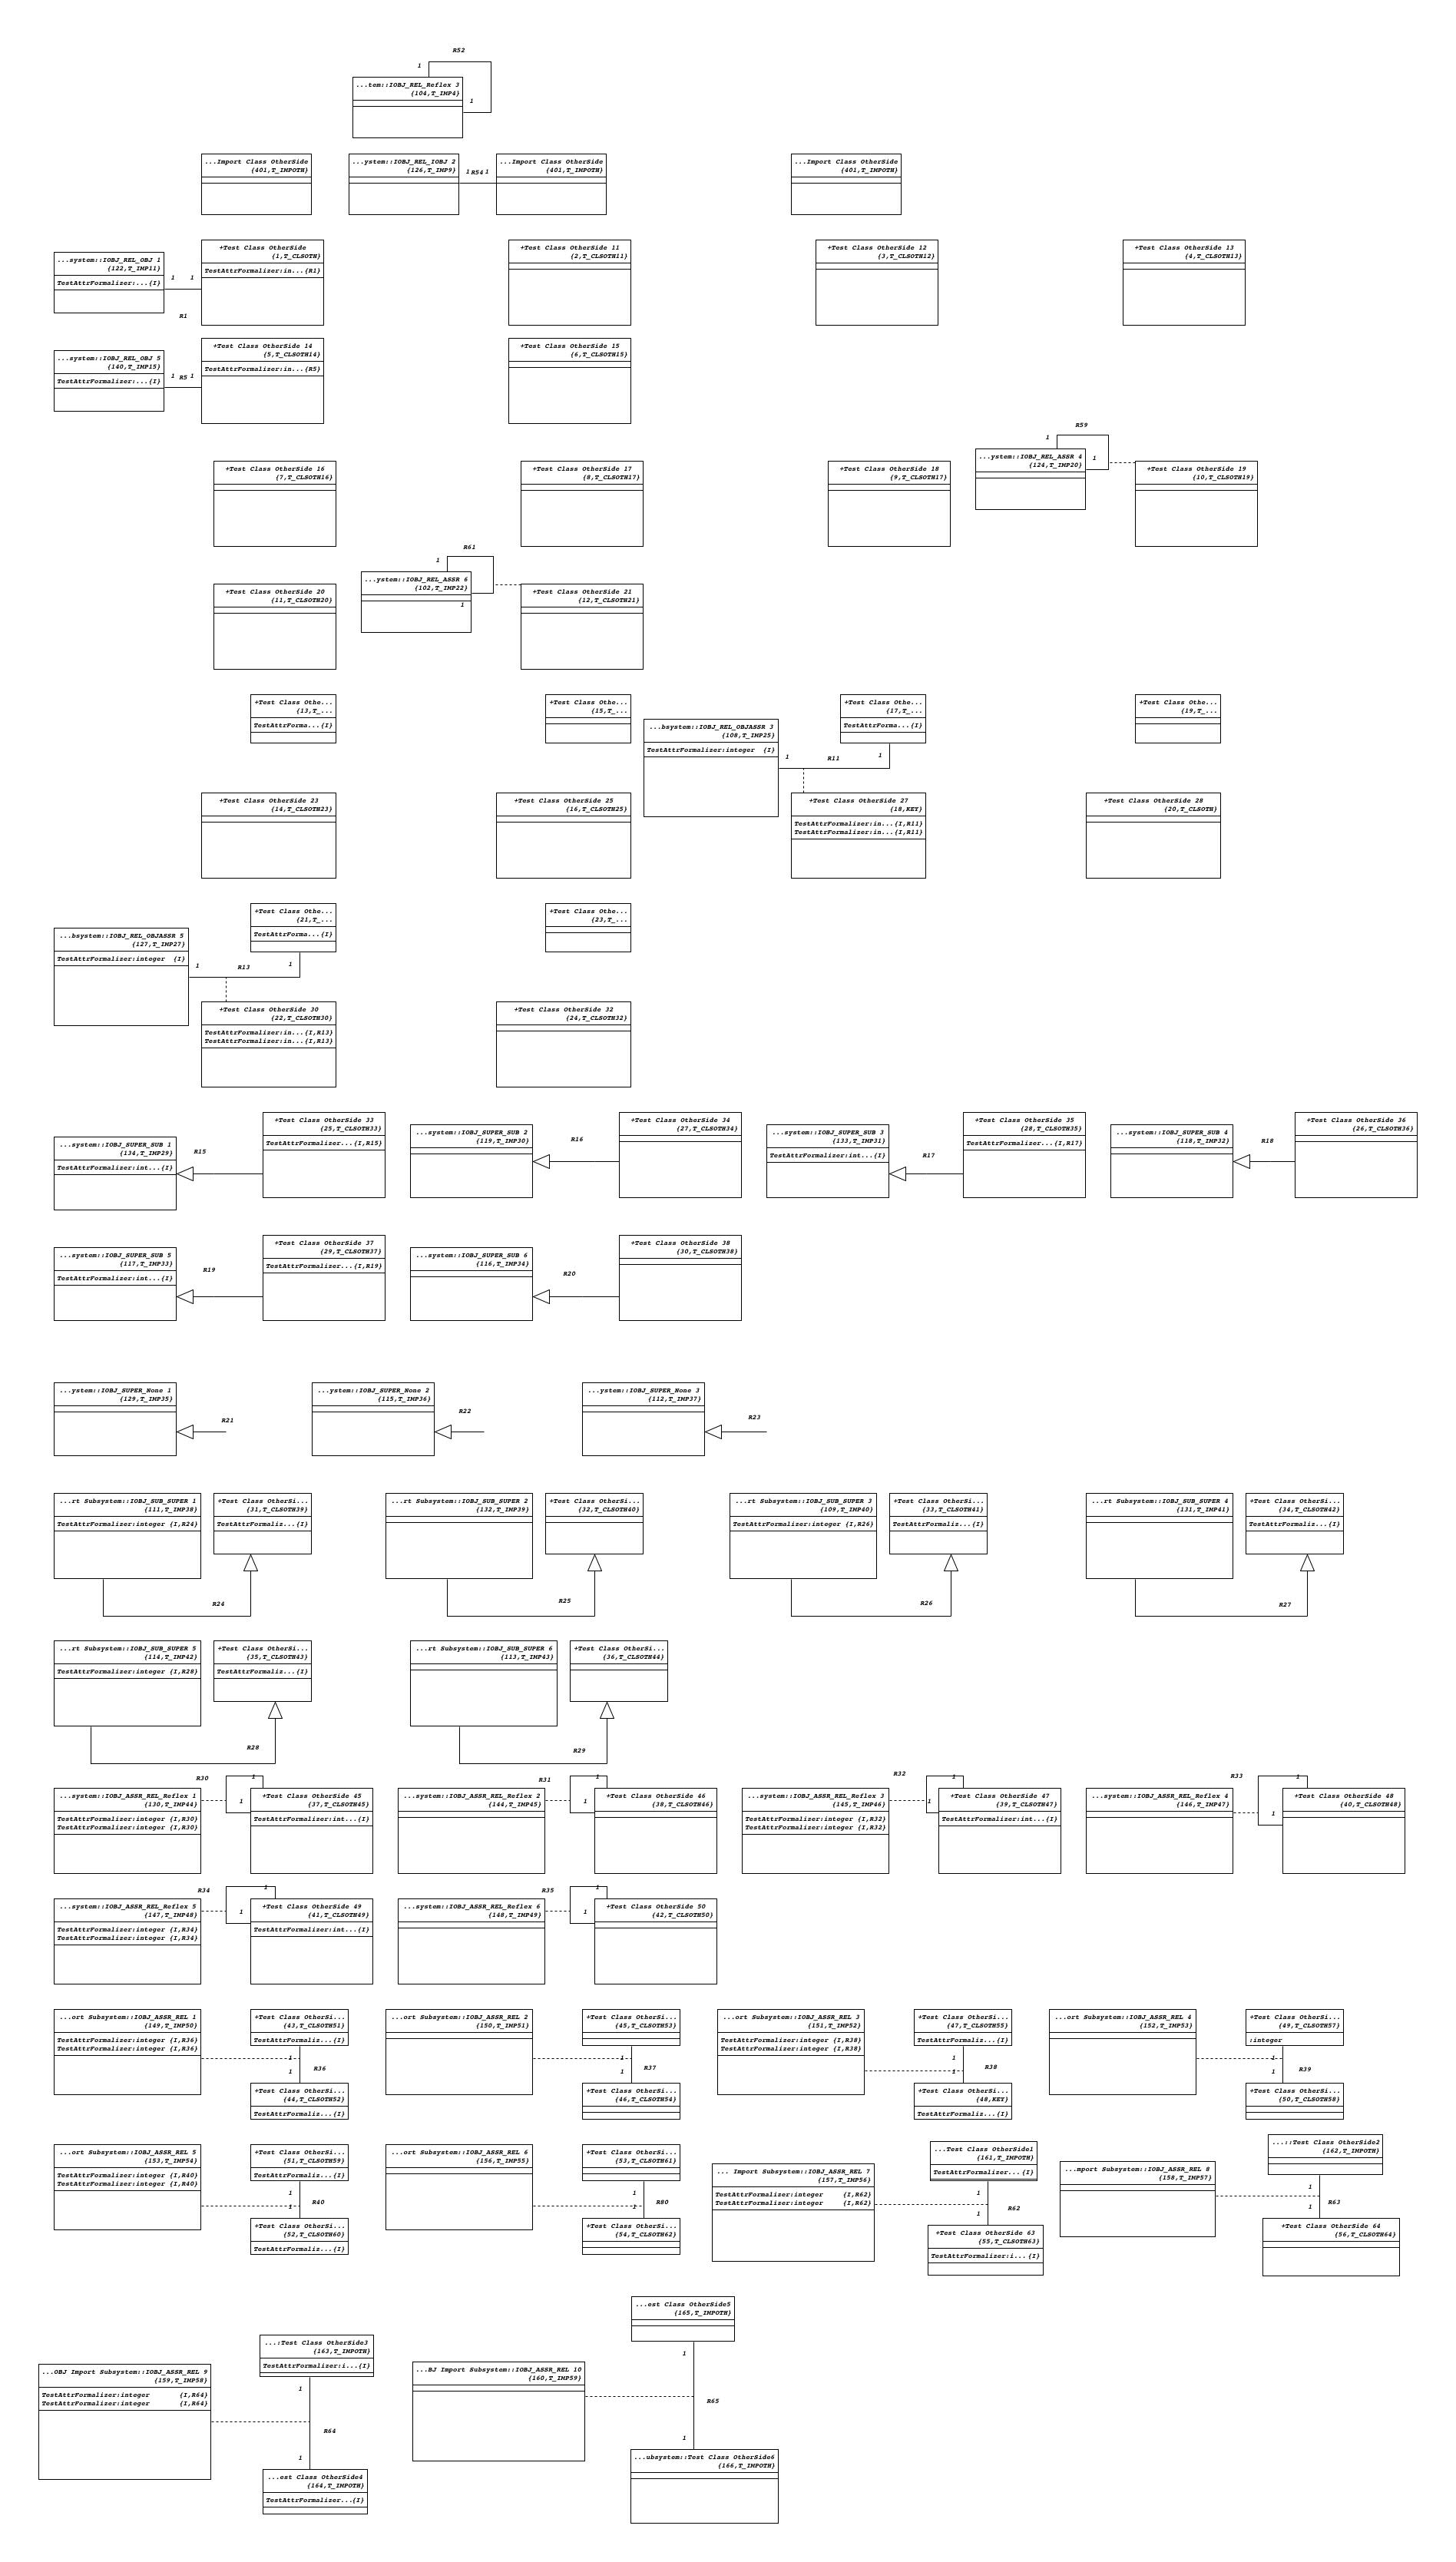 R52
1
...tem::IOBJ_REL_Reflex 3
{104,T_IMP4}
1
...Import Class OtherSide
{401,T_IMPOTH}
...ystem::IOBJ_REL_IOBJ 2
{126,T_IMP9}
1 R54 1
...Import Class OtherSide
{401,T_IMPOTH}
...Import Class OtherSide
{401,T_IMPOTH}
...system::IOBJ_REL_OBJ 1
{122,T_IMP11}
TestAttrFormalizer:...{I}
1 1
R1
+Test Class OtherSide
{1,T_CLSOTH}
TestAttrFormalizer:in...{R1}
+Test Class OtherSide 11
{2,T_CLSOTH11}
+Test Class OtherSide 12
{3,T_CLSOTH12}
+Test Class OtherSide 13
{4,T_CLSOTH13}
...system::IOBJ_REL_OBJ 5
{140,T_IMP15}
TestAttrFormalizer:...{I}
1 R5 1
+Test Class OtherSide 14
{5,T_CLSOTH14}
TestAttrFormalizer:in...{R5}
+Test Class OtherSide 15
{6,T_CLSOTH15}
+Test Class OtherSide 16
{7,T_CLSOTH16}
+Test Class OtherSide 17
{8,T_CLSOTH17}
+Test Class OtherSide 18
{9,T_CLSOTH17}
R59
1
...ystem::IOBJ_REL_ASSR 4
{124,T_IMP20}
1
+Test Class OtherSide 19
{10,T_CLSOTH19}
+Test Class OtherSide 20
{11,T_CLSOTH20}
R61
1
...ystem::IOBJ_REL_ASSR 6
{102,T_IMP22}
1
+Test Class OtherSide 21
{12,T_CLSOTH21}
+Test Class Othe...
{13,T_...
TestAttrForma...{I}
+Test Class Othe...
{15,T_...
...bsystem::IOBJ_REL_OBJASSR 3
{108,T_IMP25}
TestAttrFormalizer:integer {I}
+Test Class Othe...
{17,T_...
TestAttrForma...{I}
1 R11 1
+Test Class Othe...
{19,T_...
+Test Class OtherSide 23
{14,T_CLSOTH23}
+Test Class OtherSide 25
{16,T_CLSOTH25}
+Test Class OtherSide 27
{18,KEY}
TestAttrFormalizer:in...{I,R11}
TestAttrFormalizer:in...{I,R11}
+Test Class OtherSide 28
{20,T_CLSOTH}
...bsystem::IOBJ_REL_OBJASSR 5
{127,T_IMP27}
TestAttrFormalizer:integer {I}
+Test Class Othe...
{21,T_...
TestAttrForma...{I}
1 R13 1
+Test Class Othe...
{23,T_...
+Test Class OtherSide 30
{22,T_CLSOTH30}
TestAttrFormalizer:in...{I,R13}
TestAttrFormalizer:in...{I,R13}
+Test Class OtherSide 32
{24,T_CLSOTH32}
...system::IOBJ_SUPER_SUB 1
{134,T_IMP29}
TestAttrFormalizer:int...{I}
R15
+Test Class OtherSide 33
{25,T_CLSOTH33}
TestAttrFormalizer...{I,R15}
...system::IOBJ_SUPER_SUB 2
{119,T_IMP30}
R16
+Test Class OtherSide 34
{27,T_CLSOTH34}
...system::IOBJ_SUPER_SUB 3
{133,T_IMP31}
TestAttrFormalizer:int...{I}
R17
+Test Class OtherSide 35
{28,T_CLSOTH35}
TestAttrFormalizer...{I,R17}
...system::IOBJ_SUPER_SUB 4
{118,T_IMP32}
R18
+Test Class OtherSide 36
{26,T_CLSOTH36}
...system::IOBJ_SUPER_SUB 5
{117,T_IMP33}
TestAttrFormalizer:int...{I}
R19
+Test Class OtherSide 37
{29,T_CLSOTH37}
TestAttrFormalizer...{I,R19}
...system::IOBJ_SUPER_SUB 6
{116,T_IMP34}
R20
+Test Class OtherSide 38
{30,T_CLSOTH38}
...ystem::IOBJ_SUPER_None 1
{129,T_IMP35}
R21
...ystem::IOBJ_SUPER_None 2
{115,T_IMP36}
R22
...ystem::IOBJ_SUPER_None 3
{112,T_IMP37}
R23
...rt Subsystem::IOBJ_SUB_SUPER 1
{111,T_IMP38}
TestAttrFormalizer:integer {I,R24}
+Test Class OtherSi...
{31,T_CLSOTH39}
TestAttrFormaliz...{I}
R24
...rt Subsystem::IOBJ_SUB_SUPER 2
{132,T_IMP39}
+Test Class OtherSi...
{32,T_CLSOTH40}
R25
...rt Subsystem::IOBJ_SUB_SUPER 3
{109,T_IMP40}
TestAttrFormalizer:integer {I,R26}
+Test Class OtherSi...
{33,T_CLSOTH41}
TestAttrFormaliz...{I}
R26
...rt Subsystem::IOBJ_SUB_SUPER 4
{131,T_IMP41}
+Test Class OtherSi...
{34,T_CLSOTH42}
TestAttrFormaliz...{I}
R27
...rt Subsystem::IOBJ_SUB_SUPER 5
{114,T_IMP42}
TestAttrFormalizer:integer {I,R28}
+Test Class OtherSi...
{35,T_CLSOTH43}
TestAttrFormaliz...{I}
R28
...rt Subsystem::IOBJ_SUB_SUPER 6
{113,T_IMP43}
+Test Class OtherSi...
{36,T_CLSOTH44}
R29
R30
1
...system::IOBJ_ASSR_REL_Reflex 1
{130,T_IMP44}
TestAttrFormalizer:integer {I,R30}
TestAttrFormalizer:integer {I,R30}
1
+Test Class OtherSide 45
{37,T_CLSOTH45}
TestAttrFormalizer:int...{I}
R31
1
...system::IOBJ_ASSR_REL_Reflex 2
{144,T_IMP45}
1
+Test Class OtherSide 46
{38,T_CLSOTH46}
R32
1
...system::IOBJ_ASSR_REL_Reflex 3
{145,T_IMP46}
TestAttrFormalizer:integer {I,R32}
TestAttrFormalizer:integer {I,R32}
1
+Test Class OtherSide 47
{39,T_CLSOTH47}
TestAttrFormalizer:int...{I}
R33
1
...system::IOBJ_ASSR_REL_Reflex 4
{146,T_IMP47}
1
+Test Class OtherSide 48
{40,T_CLSOTH48}
R34
1
...system::IOBJ_ASSR_REL_Reflex 5
{147,T_IMP48}
TestAttrFormalizer:integer {I,R34}
TestAttrFormalizer:integer {I,R34}
1
+Test Class OtherSide 49
{41,T_CLSOTH49}
TestAttrFormalizer:int...{I}
R35
1
...system::IOBJ_ASSR_REL_Reflex 6
{148,T_IMP49}
1
+Test Class OtherSide 50
{42,T_CLSOTH50}
...ort Subsystem::IOBJ_ASSR_REL 1
{149,T_IMP50}
TestAttrFormalizer:integer {I,R36}
TestAttrFormalizer:integer {I,R36}
+Test Class OtherSi...
{43,T_CLSOTH51}
TestAttrFormaliz...{I}
1
R36
1
+Test Class OtherSi...
{44,T_CLSOTH52}
TestAttrFormaliz...{I}
...ort Subsystem::IOBJ_ASSR_REL 2
{150,T_IMP51}
+Test Class OtherSi...
{45,T_CLSOTH53}
1
R37
1
+Test Class OtherSi...
{46,T_CLSOTH54}
...ort Subsystem::IOBJ_ASSR_REL 3
{151,T_IMP52}
TestAttrFormalizer:integer {I,R38}
TestAttrFormalizer:integer {I,R38}
+Test Class OtherSi...
{47,T_CLSOTH55}
TestAttrFormaliz...{I}
1
R38
1
+Test Class OtherSi...
{48,KEY}
TestAttrFormaliz...{I}
...ort Subsystem::IOBJ_ASSR_REL 4
{152,T_IMP53}
+Test Class OtherSi...
{49,T_CLSOTH57}
:integer
1
R39
1
+Test Class OtherSi...
{50,T_CLSOTH58}
...ort Subsystem::IOBJ_ASSR_REL 5
{153,T_IMP54}
TestAttrFormalizer:integer {I,R40}
TestAttrFormalizer:integer {I,R40}
+Test Class OtherSi...
{51,T_CLSOTH59}
TestAttrFormaliz...{I}
1
R40
1
+Test Class OtherSi...
{52,T_CLSOTH60}
TestAttrFormaliz...{I}
...ort Subsystem::IOBJ_ASSR_REL 6
{156,T_IMP55}
+Test Class OtherSi...
{53,T_CLSOTH61}
1
R80
1
+Test Class OtherSi...
{54,T_CLSOTH62}
... Import Subsystem::IOBJ_ASSR_REL 7
{157,T_IMP56}
TestAttrFormalizer:integer {I,R62}
TestAttrFormalizer:integer {I,R62}
...Test Class OtherSide1
{161,T_IMPOTH}
TestAttrFormalizer...{I}
1
R62
1
+Test Class OtherSide 63
{55,T_CLSOTH63}
TestAttrFormalizer:i...{I}
...mport Subsystem::IOBJ_ASSR_REL 8
{158,T_IMP57}
...::Test Class OtherSide2
{162,T_IMPOTH}
1
R63
1
+Test Class OtherSide 64
{56,T_CLSOTH64}
...OBJ Import Subsystem::IOBJ_ASSR_REL 9
{159,T_IMP58}
TestAttrFormalizer:integer {I,R64}
TestAttrFormalizer:integer {I,R64}
...:Test Class OtherSide3
{163,T_IMPOTH}
TestAttrFormalizer:i...{I}
1
R64
1
...est Class OtherSide4
{164,T_IMPOTH}
TestAttrFormalizer...{I}
...BJ Import Subsystem::IOBJ_ASSR_REL 10
{160,T_IMP59}
...est Class OtherSide5
{165,T_IMPOTH}
1
R65
1
...ubsystem::Test Class OtherSide6
{166,T_IMPOTH}